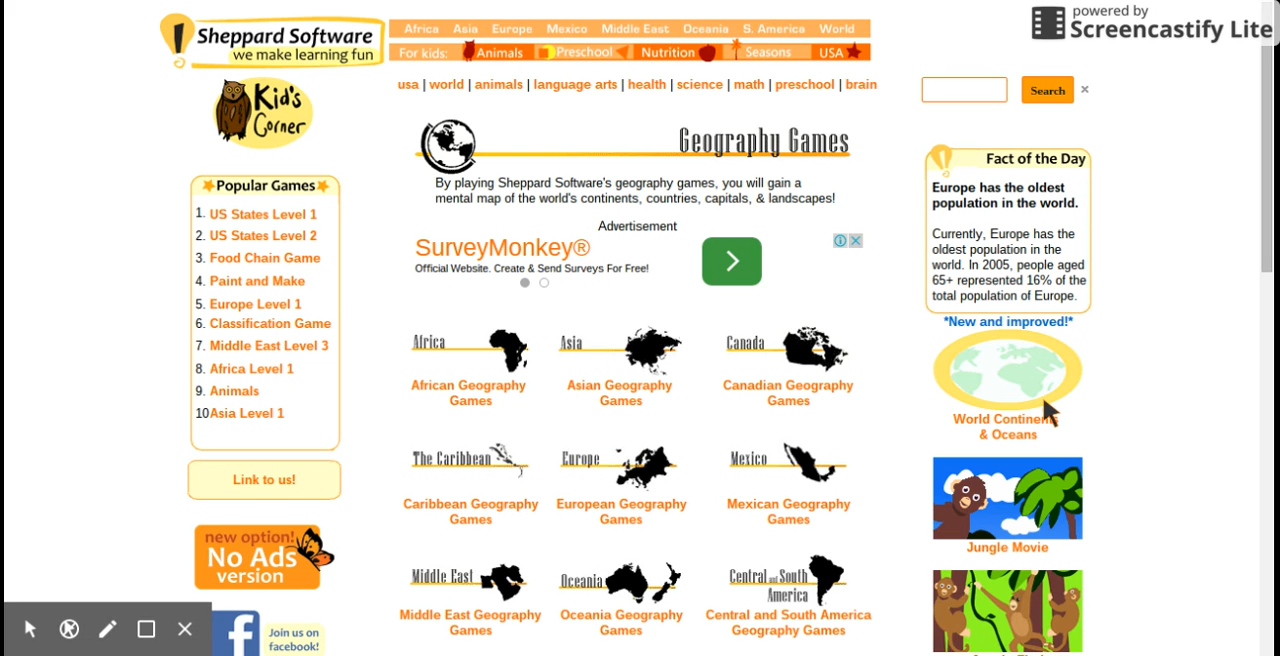 Sheppard Software
we make learning fun
Africa Asia Europe Mexico Middle East Oceania S. America World
For kids: Animals Preschool Nutrition Seasons USA
powered by
Screencastify Lite
Kid's
Corner
usa | world | animals | language arts | health | science | math | preschool | brain
Search ×
Geography Games
By playing Sheppard Software's geography games, you will gain a
mental map of the world's continents, countries, capitals, & landscapes!
Popular Games
1. US States Level 1
2. US States Level 2
3. Food Chain Game
4. Paint and Make
5. Europe Level 1
6. Classification Game
7. Middle East Level 3
8. Africa Level 1
9. Animals
10 Asia Level 1
Link to us!
new option!
No Ads
version
f
Join us on
facebook!
Advertisement
SurveyMonkey®
Official Website. Create & Send Surveys For Free!
Africa
African Geography
Games
Asia
Asian Geography
Games
Canada
Canadian Geography
Games
The Caribbean
Caribbean Geography
Games
Europe
European Geography
Games
Mexico
Mexican Geography
Games
Middle East
Middle East Geography
Games
Oceania
Oceania Geography
Games
Central and South
America
Central and South America
Geography Games
Fact of the Day
Europe has the oldest
population in the world.
Currently, Europe has the
oldest population in the
world. In 2005, people aged
65+ represented 16% of the
total population of Europe.
*New and improved!*
World Continents
& Oceans
Jungle Movie